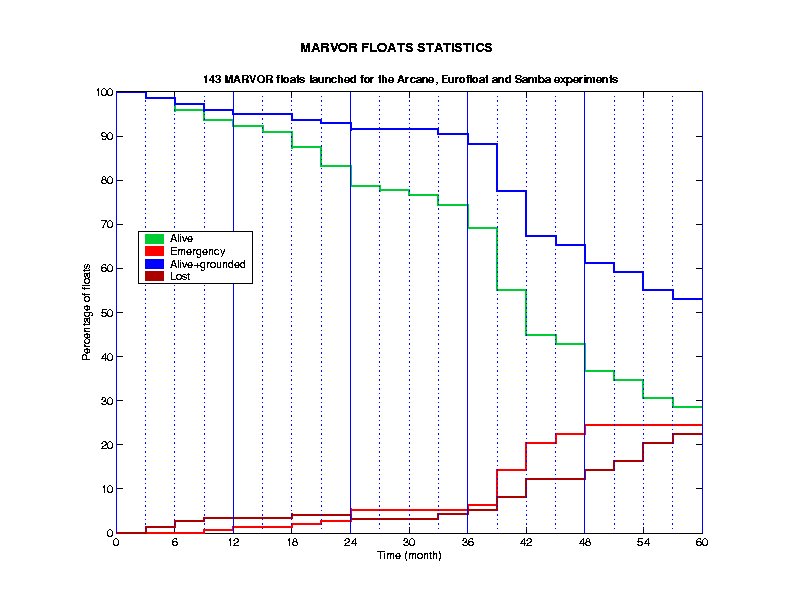 MARVOR FLOATS STATISTICS
143 MARVOR floats launched for the Arcane, Eurofloat and Samba experiments
100
90
80
70
60
50
40
30
20
10
0
Percentage of floats
Alive
Emergency
Alive+grounded
Lost
0 6 12 18 24 30 36 42 48 54 60
Time (month)